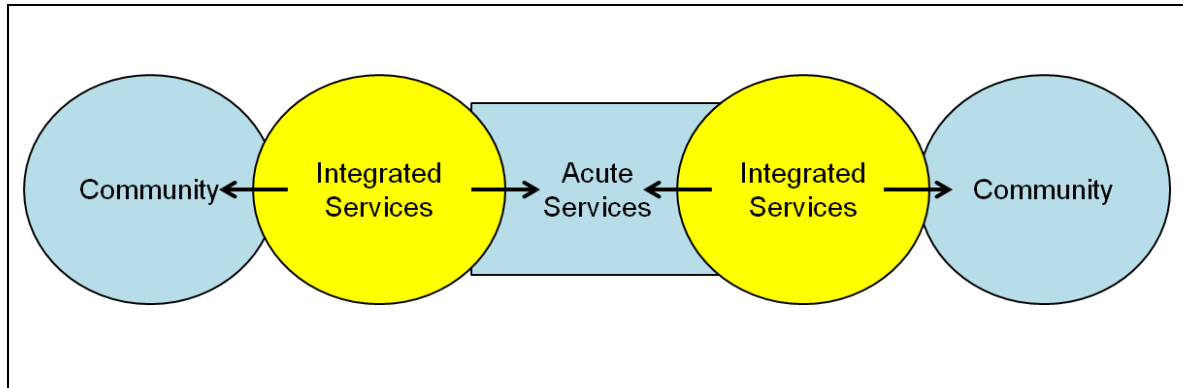 Community
Integrated
Services
Acute
Services
Integrated
Services
Community